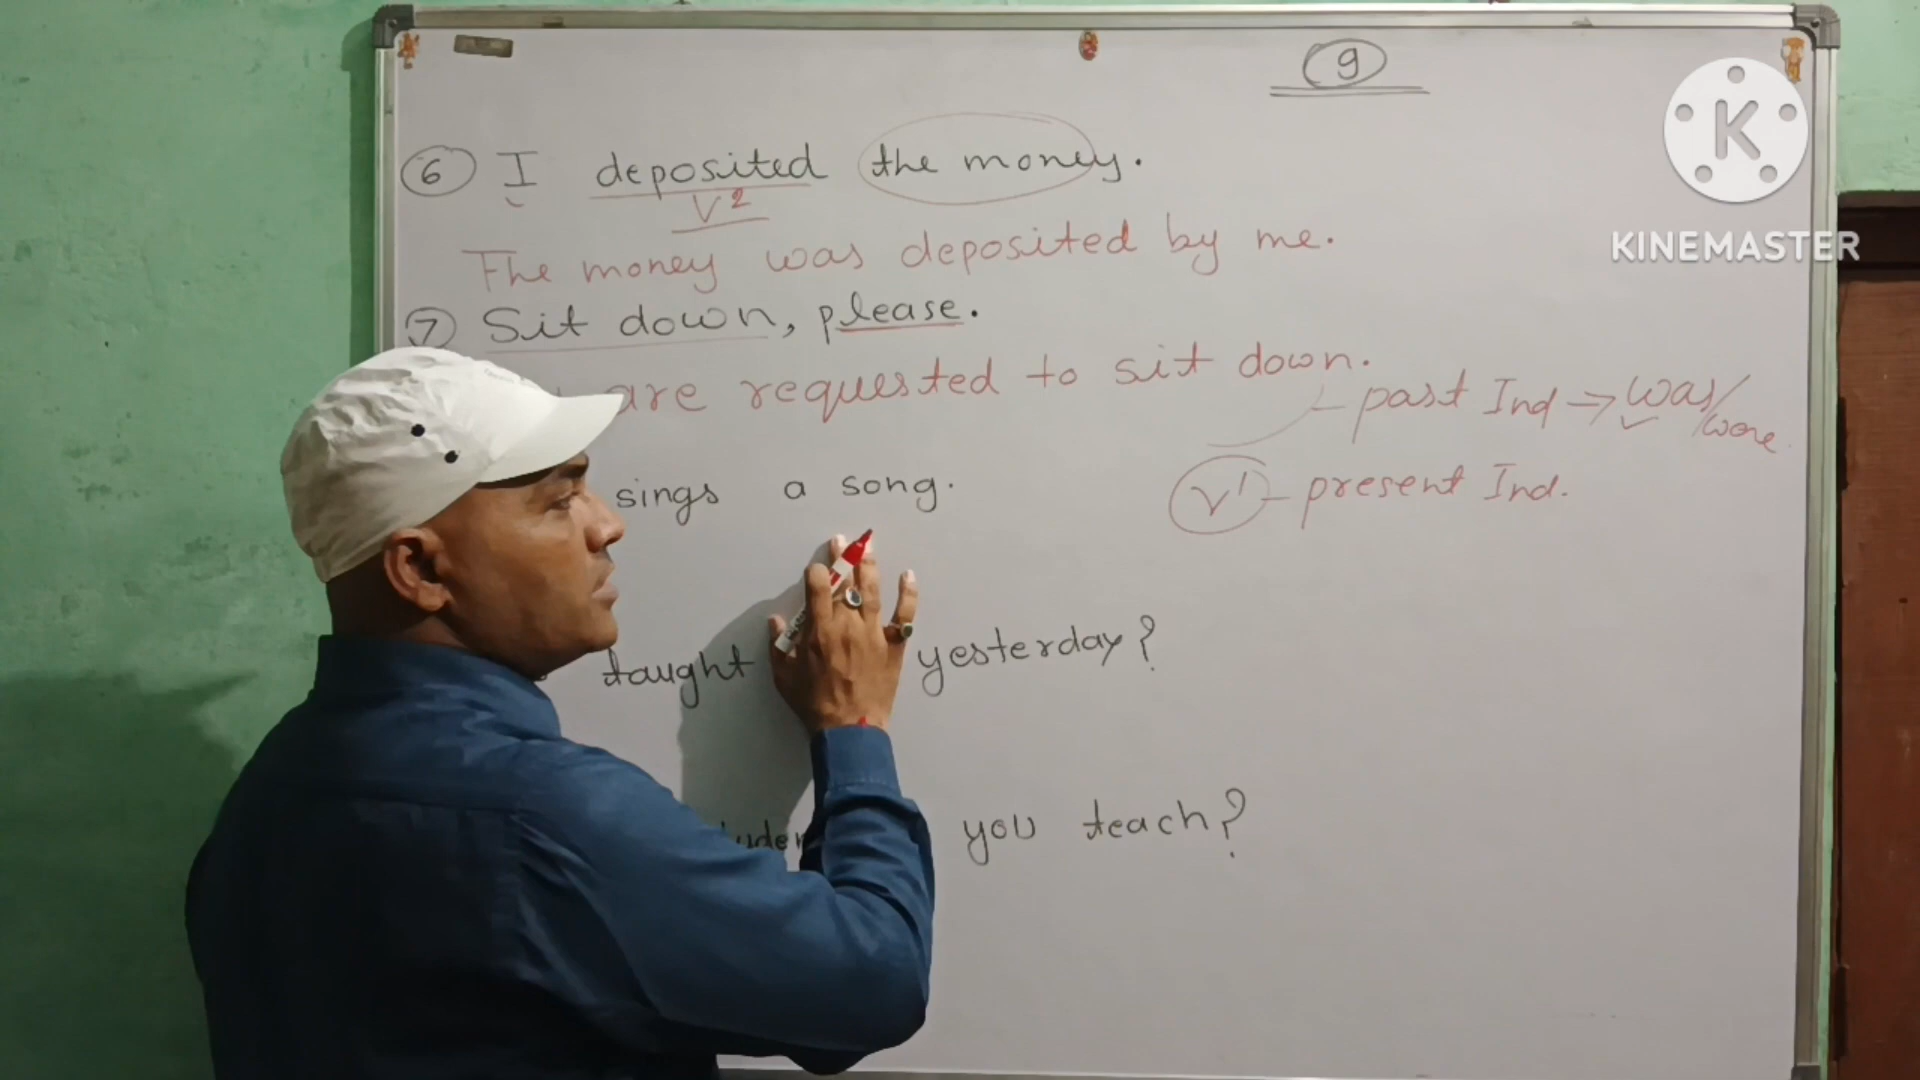 9
K
KINEMASTER
6 I deposited the money.
V2
The money was deposited by me.
7 Sit down, please.
are requested to sit down.
past Ind → was/were
sings a song.
V1 - present Ind.
taught yesterday?
you teach?